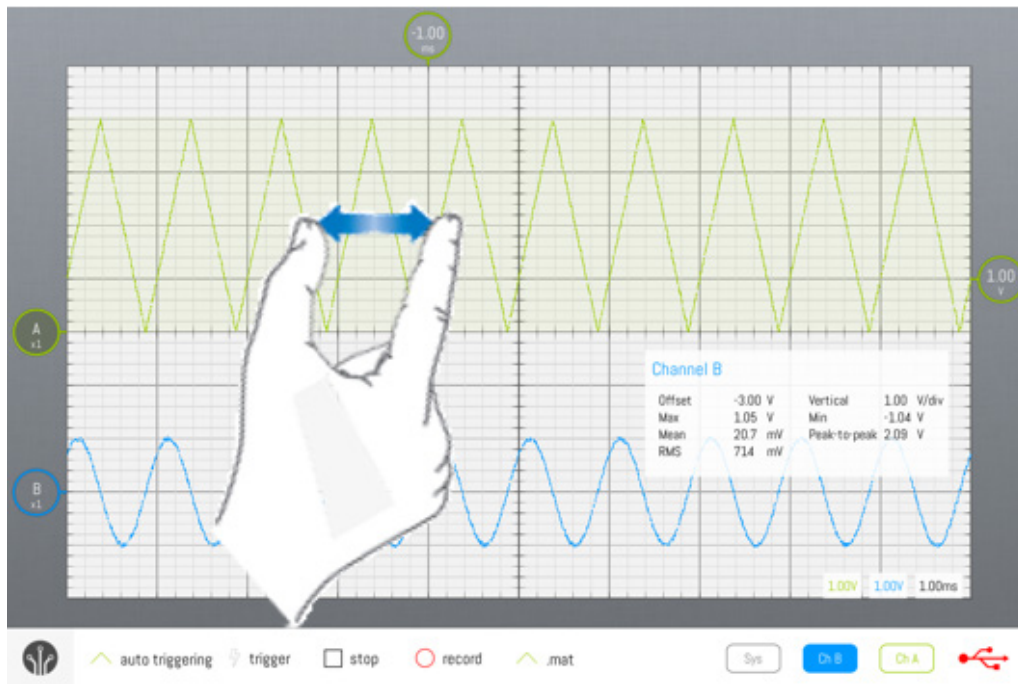 -1.00
ms
1.00
V
A
x1
Channel B
Offset -3.00 V Vertical 1.00 V/div
Max 1.05 V Min -1.04 V
Mean 20.7 mV Peak-to-peak 2.09 V
RMS 714 mV
B
x1
1.00V 1.00V 1.00ms
auto triggering trigger stop record .mat Sys Ch B Ch A